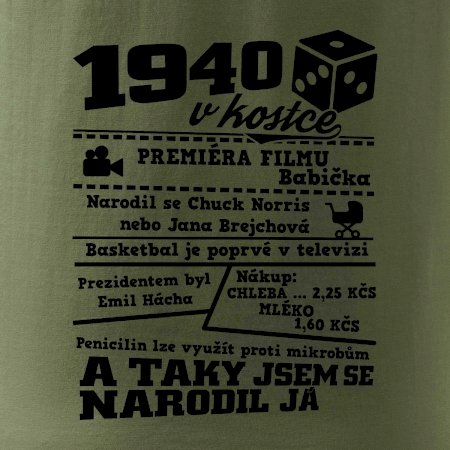 1940
v kostce
PREMIÉRA FILMU
Babička
Narodil se Chuck Norris
nebo Jana Brejchová
Basketbal je poprvé v televizi
Prezidentem byl
Emil Hácha
Nákup:
CHLEBA ... 2,25 KČS
MLÉKO
1,60 KČS
Penicilin lze využít proti mikrobům
A TAKY JSEM SE
NARODIL JÁ